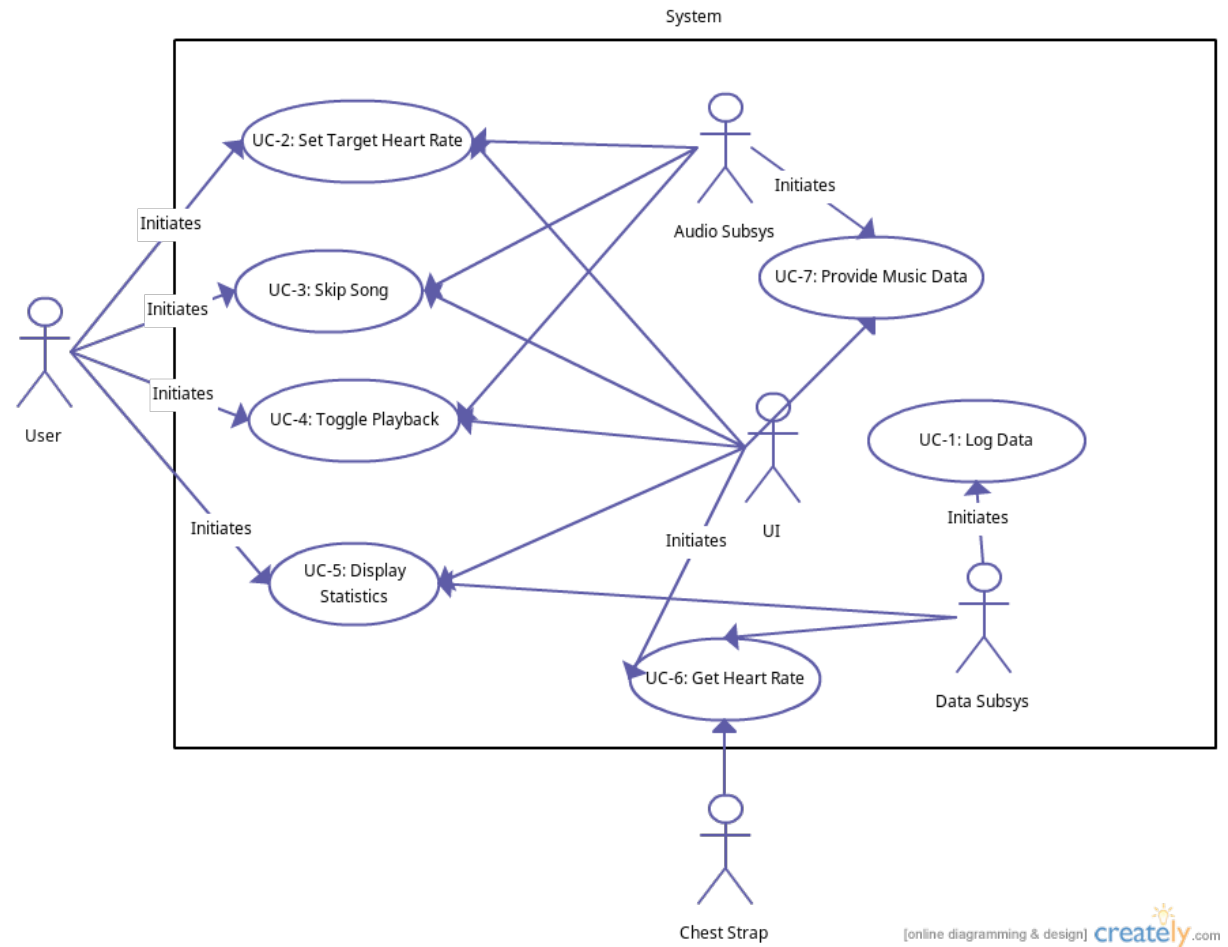 System
UC-2: Set Target Heart Rate
Initiates
Initiates
Audio Subsys
UC-7: Provide Music Data
UC-3: Skip Song
Initiates
Initiates
UC-4: Toggle Playback
User
UC-1: Log Data
Initiates
Initiates
UI
Initiates
UC-5: Display
Statistics
UC-6: Get Heart Rate
Data Subsys
Chest Strap
[online diagramming & design] creately.com